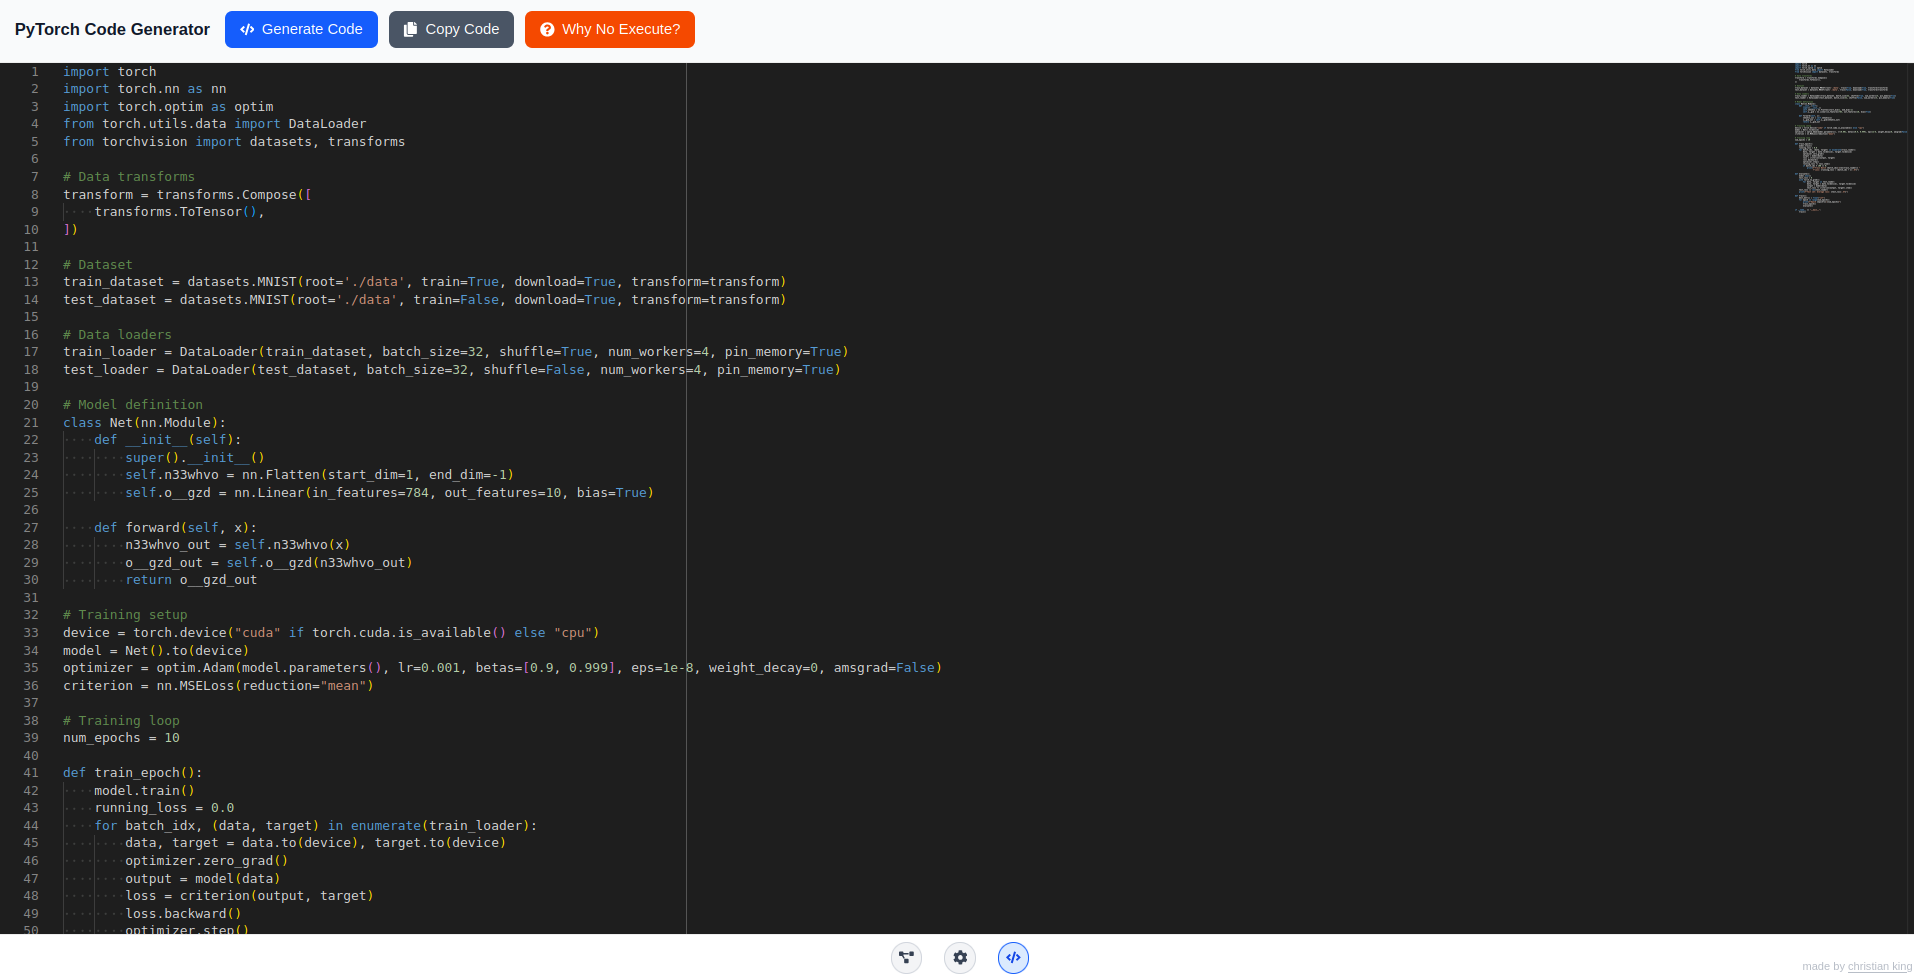 PyTorch Code Generator Generate Code Copy Code Why No Execute?
1 import torch
2 import torch.nn as nn
3 import torch.optim as optim
4 from torch.utils.data import DataLoader
5 from torchvision import datasets, transforms
6
7 # Data transforms
8 transform = transforms.Compose([
9 ····transforms.ToTensor(),
10 ])
11
12 # Dataset
13 train_dataset = datasets.MNIST(root='./data', train=True, download=True, transform=transform)
14 test_dataset = datasets.MNIST(root='./data', train=False, download=True, transform=transform)
15
16 # Data loaders
17 train_loader = DataLoader(train_dataset, batch_size=32, shuffle=True, num_workers=4, pin_memory=True)
18 test_loader = DataLoader(test_dataset, batch_size=32, shuffle=False, num_workers=4, pin_memory=True)
19
20 # Model definition
21 class Net(nn.Module):
22 ····def __init__(self):
23 ········super().__init__()
24 ········self.n33whvo = nn.Flatten(start_dim=1, end_dim=-1)
25 ········self.o__gzd = nn.Linear(in_features=784, out_features=10, bias=True)
26
27 ····def forward(self, x):
28 ········n33whvo_out = self.n33whvo(x)
29 ········o__gzd_out = self.o__gzd(n33whvo_out)
30 ········return o__gzd_out
31
32 # Training setup
33 device = torch.device("cuda" if torch.cuda.is_available() else "cpu")
34 model = Net().to(device)
35 optimizer = optim.Adam(model.parameters(), lr=0.001, betas=[0.9, 0.999], eps=1e-8, weight_decay=0, amsgrad=False)
36 criterion = nn.MSELoss(reduction="mean")
37
38 # Training loop
39 num_epochs = 10
40
41 def train_epoch():
42 ····model.train()
43 ····running_loss = 0.0
44 ····for batch_idx, (data, target) in enumerate(train_loader):
45 ········data, target = data.to(device), target.to(device)
46 ········optimizer.zero_grad()
47 ········output = model(data)
48 ········loss = criterion(output, target)
49 ········loss.backward()
50 ········optimizer.step()
made by christian king